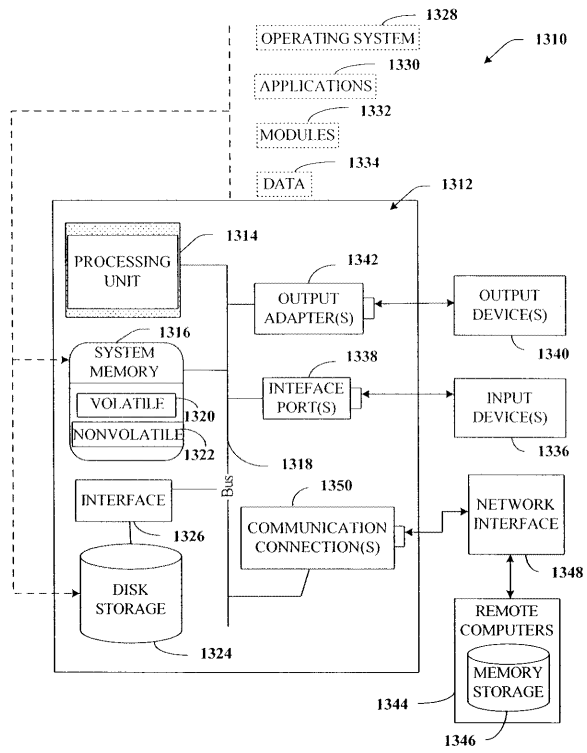 1328
OPERATING SYSTEM
1310
1330
APPLICATIONS
1332
MODULES
1334
DATA
1312
1314
PROCESSING
UNIT
1342
OUTPUT
ADAPTER(S)
OUTPUT
DEVICE(S)
1340
1316
SYSTEM
MEMORY
VOLATILE
1320
NONVOLATILE
1322
1338
INTEFACE
PORT(S)
INPUT
DEVICE(S)
1336
1318
Bus
1350
INTERFACE
1326
COMMUNICATION
CONNECTION(S)
NETWORK
INTERFACE
1348
DISK
STORAGE
1324
REMOTE
COMPUTERS
MEMORY
STORAGE
1344
1346